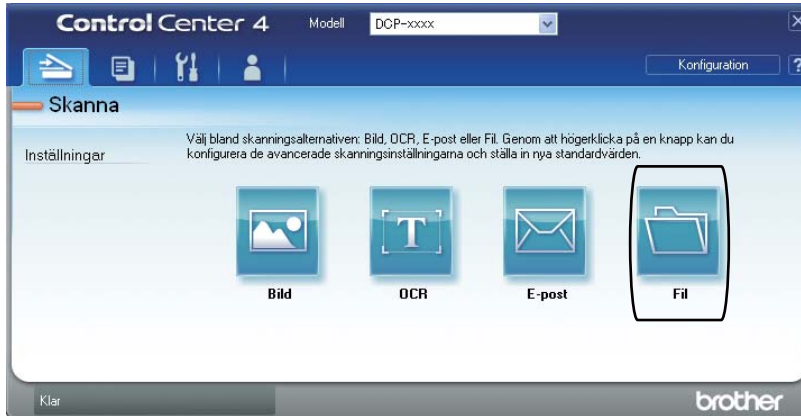 Control Center 4 Modell DCP-xxxx
Konfiguration ?
Skanna
Inställningar
Välj bland skanningsalternativen: Bild, OCR, E-post eller Fil. Genom att högerklicka på en knapp kan du
konfigurera de avancerade skanningsinställningarna och ställa in nya standardvärden.
T
Bild OCR E-post Fil
Klar brother